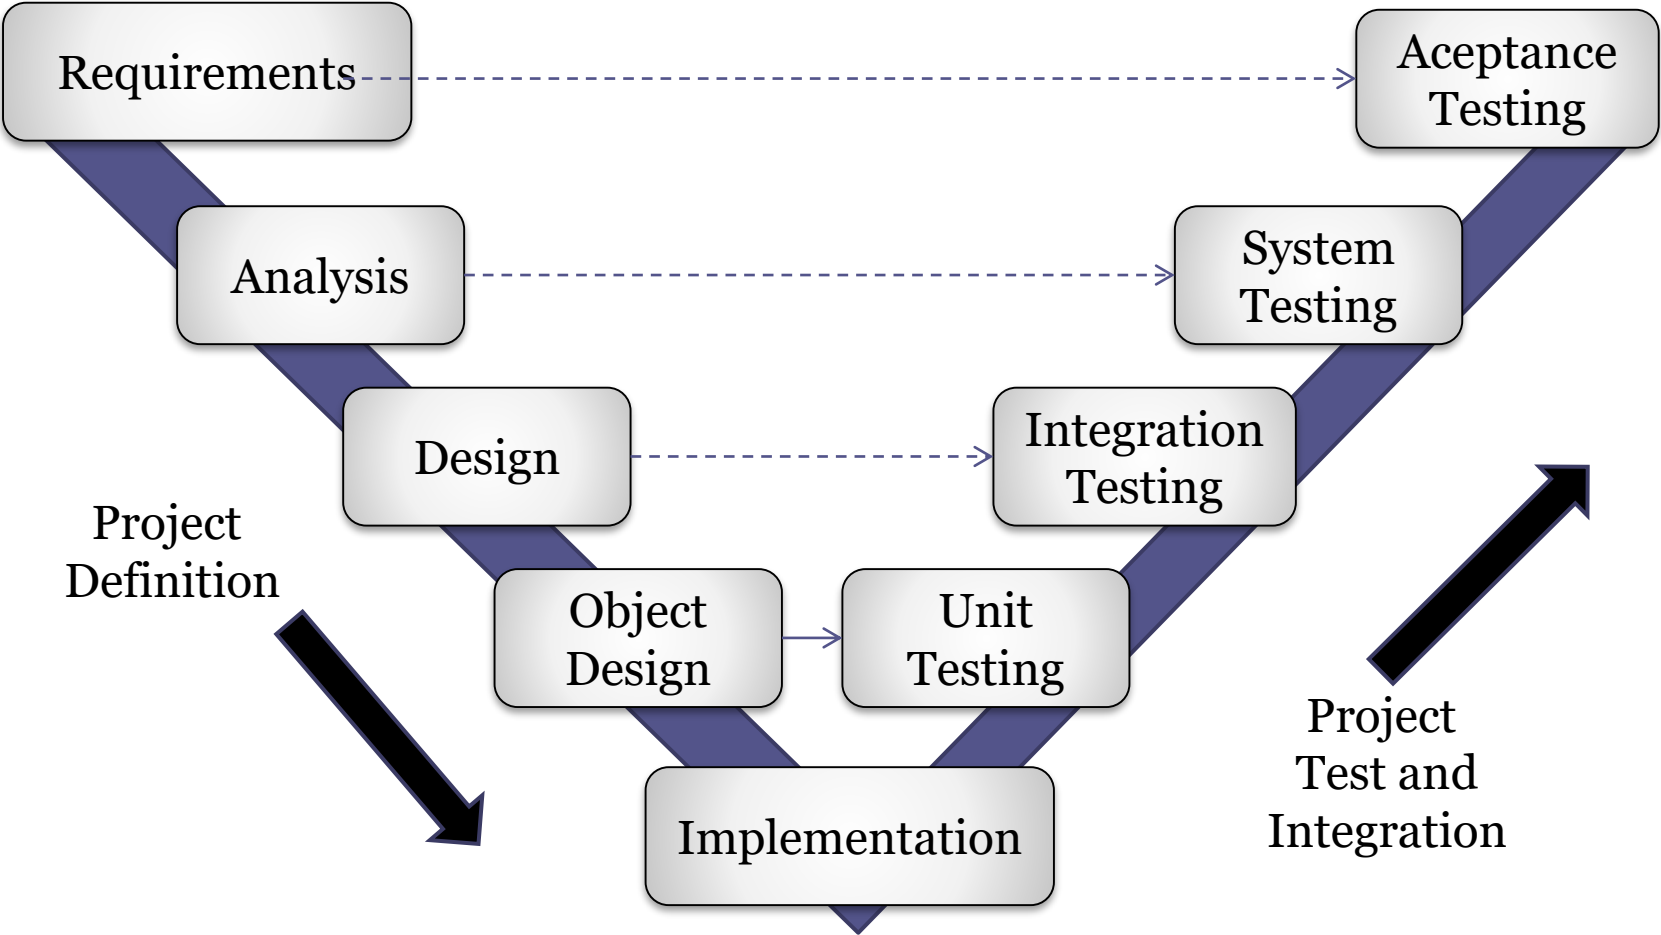 Requirements
Aceptance
Testing
Analysis
System
Testing
Design
Integration
Testing
Project
Definition
Object
Design
Unit
Testing
Project
Test and
Integration
Implementation